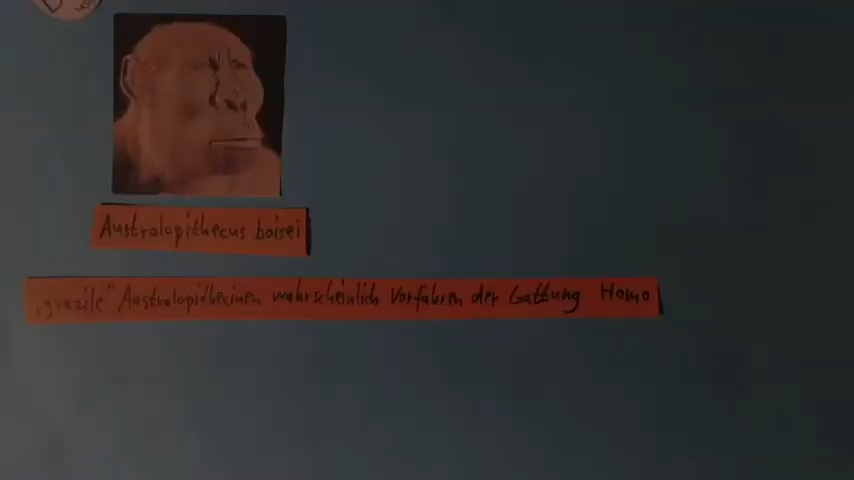 Australopithecus boisei
„grazile" Australopithecinen wahrscheinlich Vorfahren der Gattung Homo